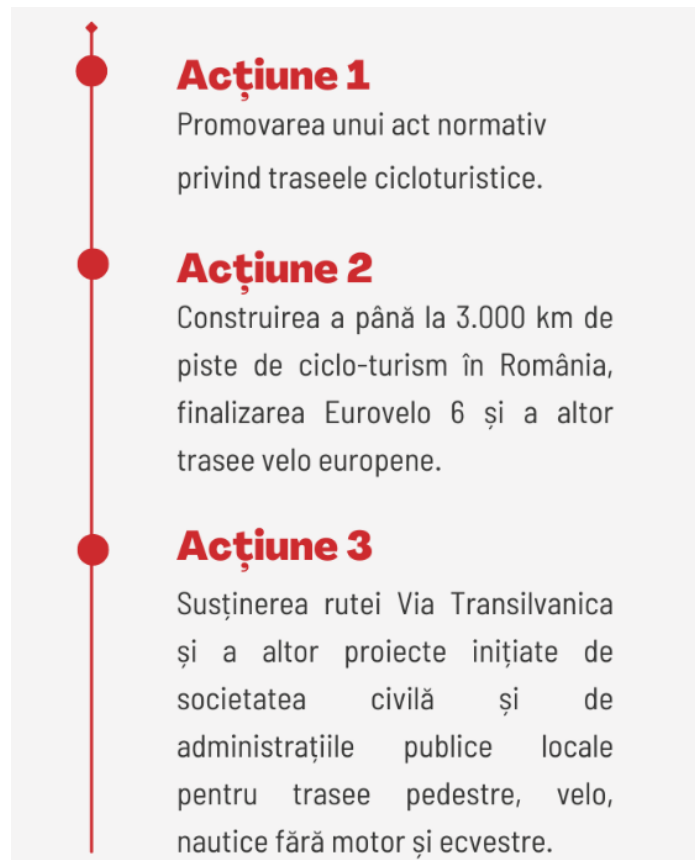 Acțiune 1
Promovarea unui act normativ
privind traseele cicloturistice.
Acțiune 2
Construirea a până la 3.000 km de
piste de ciclo-turism în România,
finalizarea Eurovelo 6 și a altor
trasee velo europene.
Acțiune 3
Susținerea rutei Via Transilvanica
și a altor proiecte inițiate de
societatea civilă și de
administrațiile publice locale
pentru trasee pedestre, velo,
nautice fără motor și ecvestre.